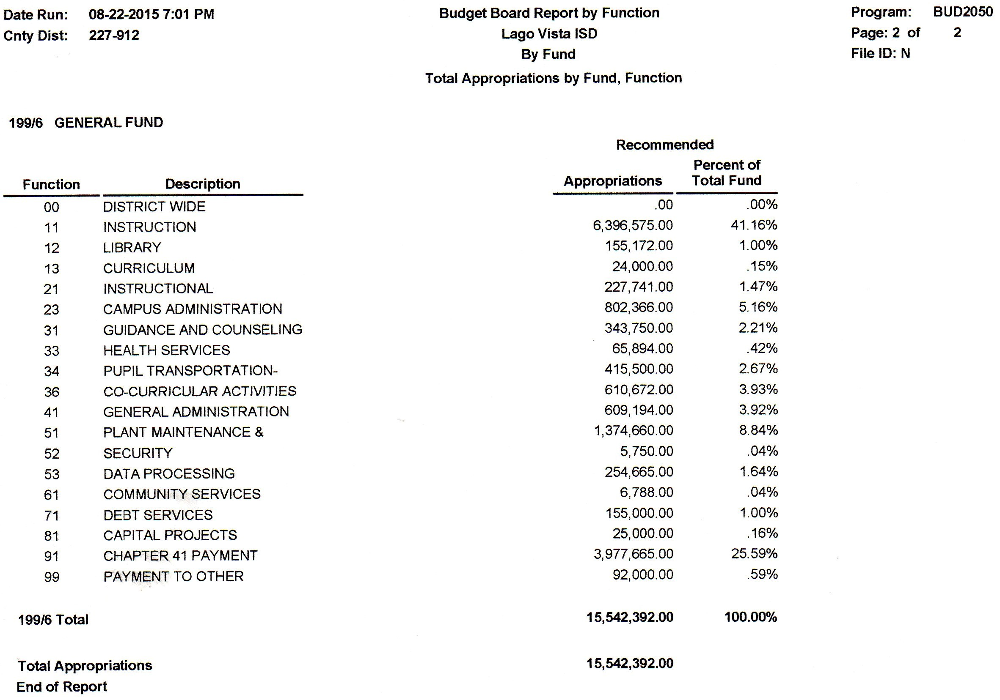 Date Run: 08-22-2015 7:01 PM Budget Board Report by Function Program: BUD2050
Cnty Dist: 227-912 Lago Vista ISD Page: 2 of 2
By Fund File ID: N
Total Appropriations by Fund, Function
199/6 GENERAL FUND
Recommended
Percent of
Function Description Appropriations Total Fund
00 DISTRICT WIDE .00 .00%
11 INSTRUCTION 6,396,575.00 41.16%
12 LIBRARY 155,172.00 1.00%
13 CURRICULUM 24,000.00 .15%
21 INSTRUCTIONAL 227,741.00 1.47%
23 CAMPUS ADMINISTRATION 802,366.00 5.16%
31 GUIDANCE AND COUNSELING 343,750.00 2.21%
33 HEALTH SERVICES 65,894.00 .42%
34 PUPIL TRANSPORTATION- 415,500.00 2.67%
36 CO-CURRICULAR ACTIVITIES 610,672.00 3.93%
41 GENERAL ADMINISTRATION 609,194.00 3.92%
51 PLANT MAINTENANCE & 1,374,660.00 8.84%
52 SECURITY 5,750.00 .04%
53 DATA PROCESSING 254,665.00 1.64%
61 COMMUNITY SERVICES 6,788.00 .04%
71 DEBT SERVICES 155,000.00 1.00%
81 CAPITAL PROJECTS 25,000.00 .16%
91 CHAPTER 41 PAYMENT 3,977,665.00 25.59%
99 PAYMENT TO OTHER 92,000.00 .59%
199/6 Total 15,542,392.00 100.00%
Total Appropriations 15,542,392.00
End of Report